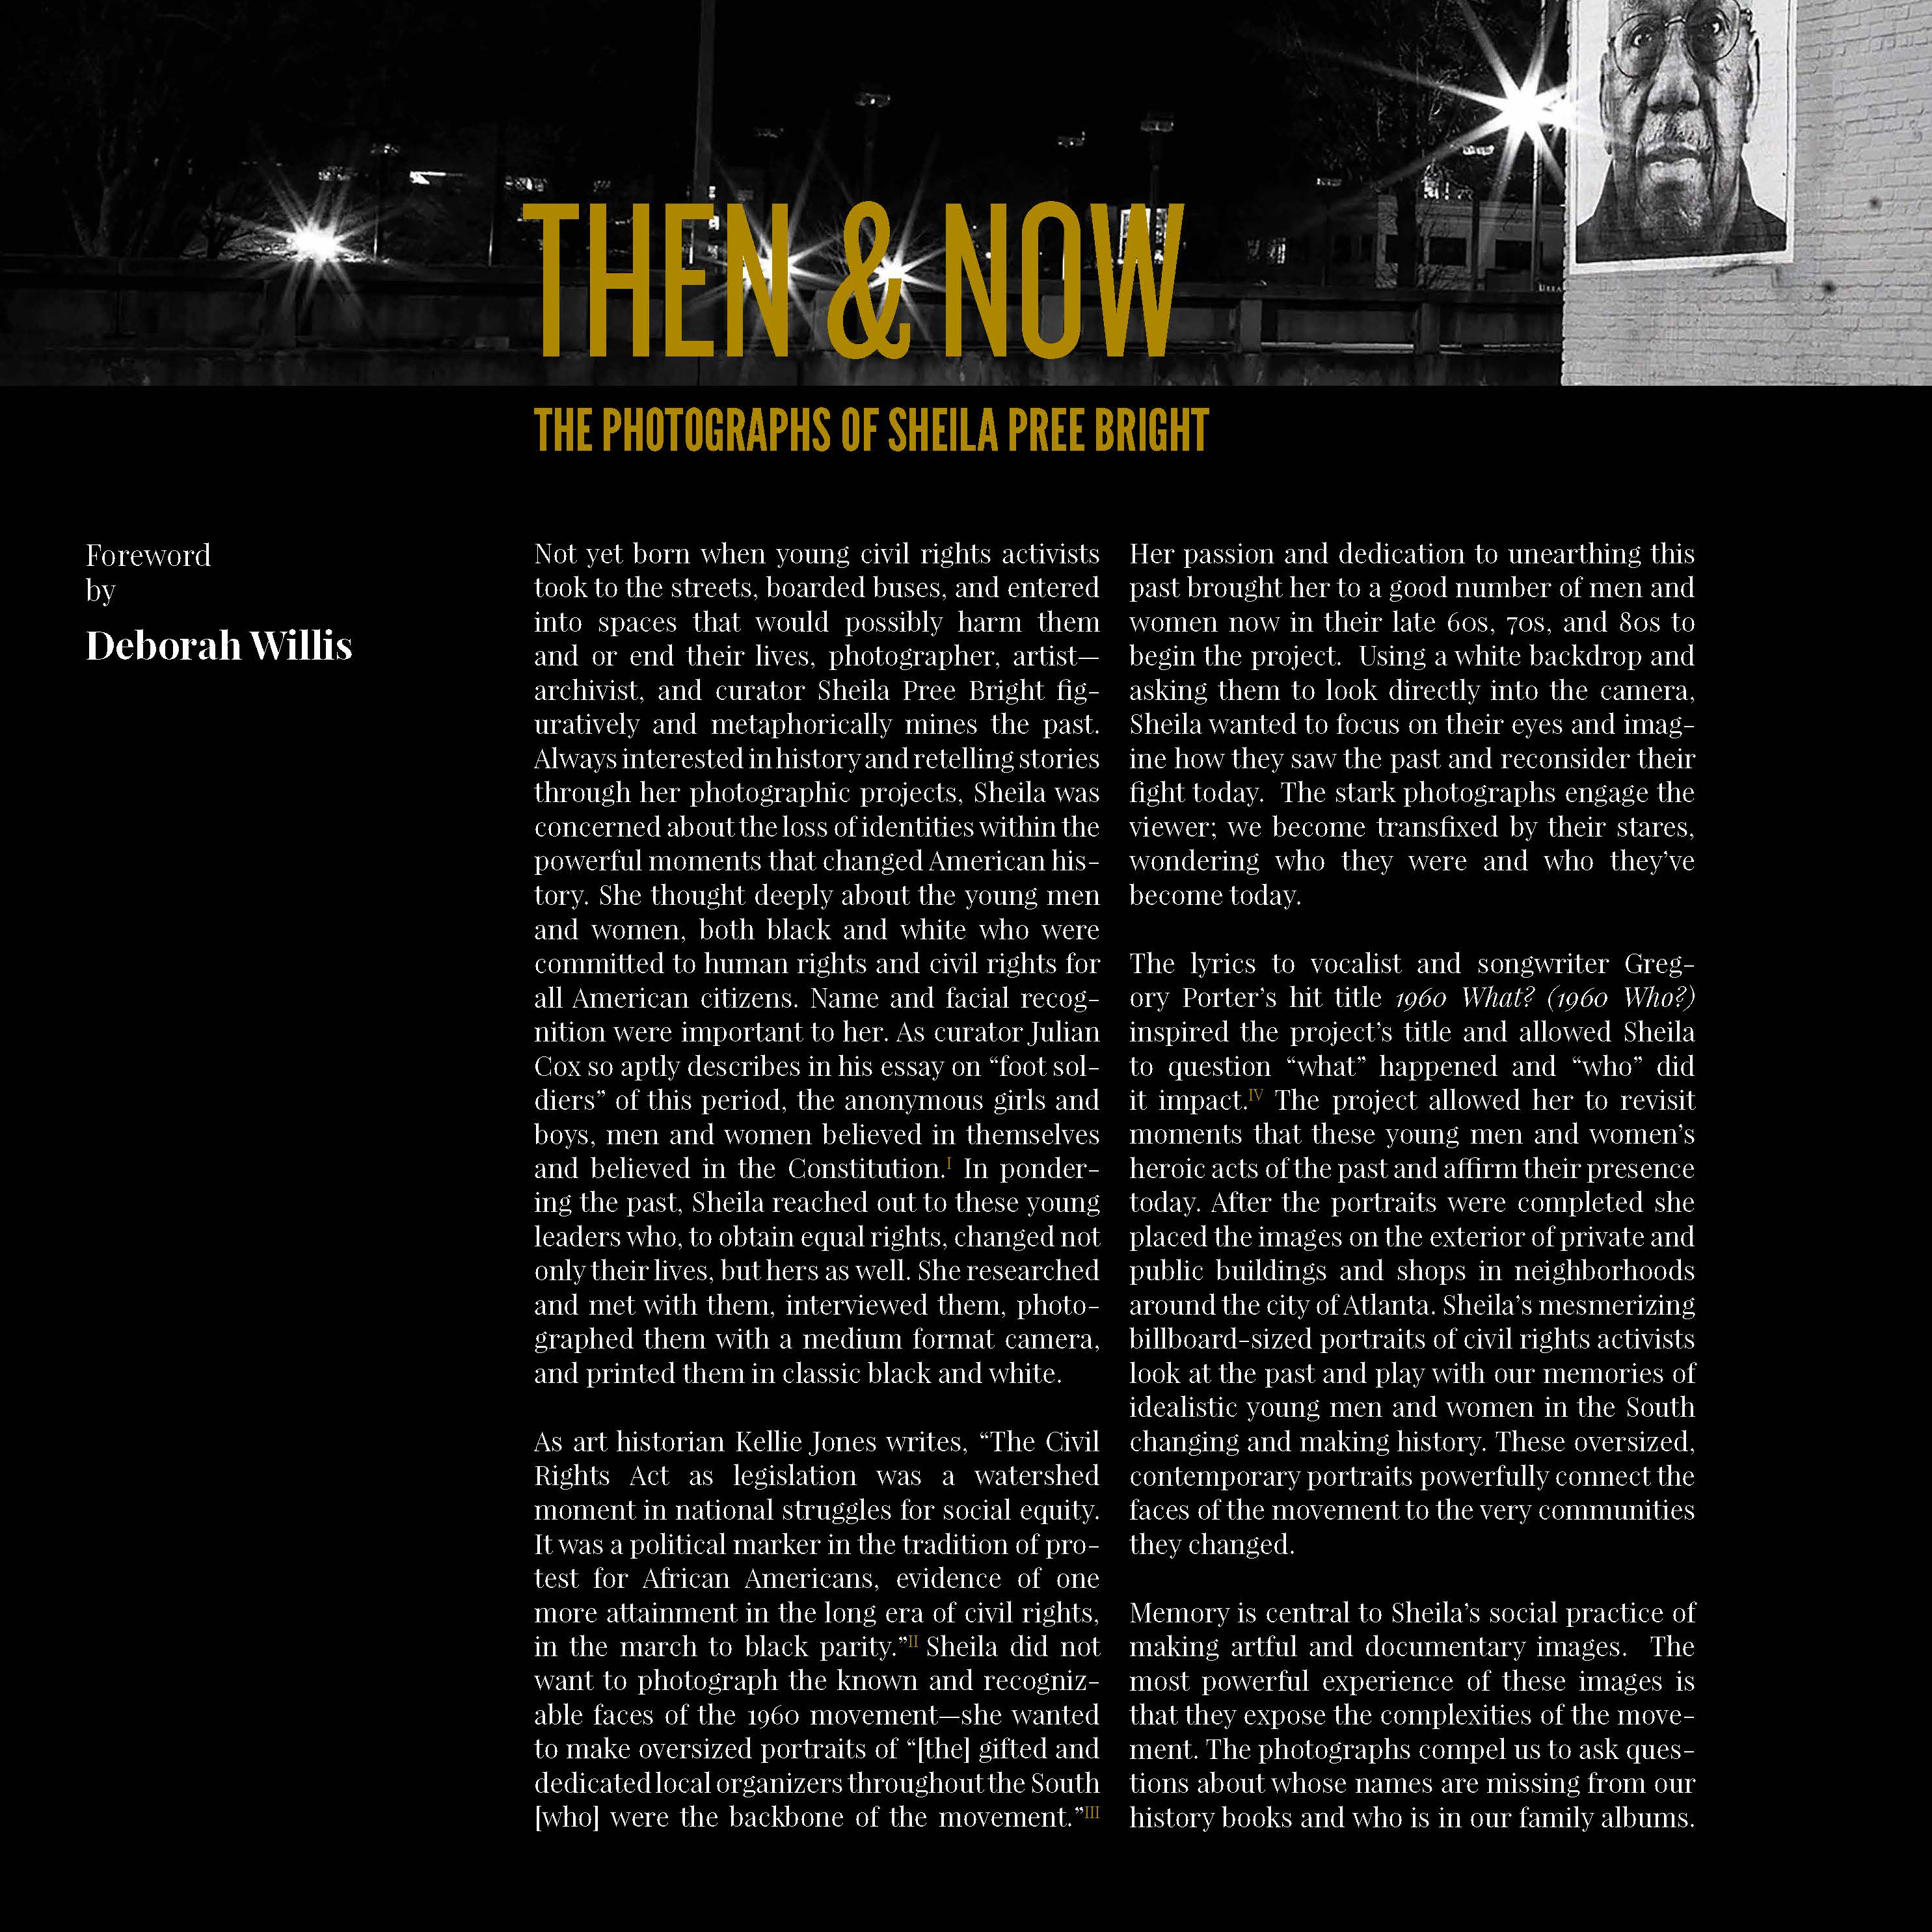 THEN & NOW
THE PHOTOGRAPHS OF SHEILA PREE BRIGHT
Foreword
by
Deborah Willis
Not yet born when young civil rights activists
took to the streets, boarded buses, and entered
into spaces that would possibly harm them
and or end their lives, photographer, artist—
archivist, and curator Sheila Pree Bright fig-
uratively and metaphorically mines the past.
Always interested in history and retelling stories
through her photographic projects, Sheila was
concerned about the loss of identities within the
powerful moments that changed American his-
tory. She thought deeply about the young men
and women, both black and white who were
committed to human rights and civil rights for
all American citizens. Name and facial recog-
nition were important to her. As curator Julian
Cox so aptly describes in his essay on “foot sol-
diers” of this period, the anonymous girls and
boys, men and women believed in themselves
and believed in the Constitution.I In ponder-
ing the past, Sheila reached out to these young
leaders who, to obtain equal rights, changed not
only their lives, but hers as well. She researched
and met with them, interviewed them, photo-
graphed them with a medium format camera,
and printed them in classic black and white.
As art historian Kellie Jones writes, “The Civil
Rights Act as legislation was a watershed
moment in national struggles for social equity.
It was a political marker in the tradition of pro-
test for African Americans, evidence of one
more attainment in the long era of civil rights,
in the march to black parity.”II Sheila did not
want to photograph the known and recogniz-
able faces of the 1960 movement—she wanted
to make oversized portraits of “[the] gifted and
dedicated local organizers throughout the South
[who] were the backbone of the movement.”III
Her passion and dedication to unearthing this
past brought her to a good number of men and
women now in their late 60s, 70s, and 80s to
begin the project. Using a white backdrop and
asking them to look directly into the camera,
Sheila wanted to focus on their eyes and imag-
ine how they saw the past and reconsider their
fight today. The stark photographs engage the
viewer; we become transfixed by their stares,
wondering who they were and who they’ve
become today.
The lyrics to vocalist and songwriter Greg-
ory Porter’s hit title 1960 What? (1960 Who?)
inspired the project’s title and allowed Sheila
to question “what” happened and “who” did
it impact.IV The project allowed her to revisit
moments that these young men and women’s
heroic acts of the past and affirm their presence
today. After the portraits were completed she
placed the images on the exterior of private and
public buildings and shops in neighborhoods
around the city of Atlanta. Sheila’s mesmerizing
billboard-sized portraits of civil rights activists
look at the past and play with our memories of
idealistic young men and women in the South
changing and making history. These oversized,
contemporary portraits powerfully connect the
faces of the movement to the very communities
they changed.
Memory is central to Sheila’s social practice of
making artful and documentary images. The
most powerful experience of these images is
that they expose the complexities of the move-
ment. The photographs compel us to ask ques-
tions about whose names are missing from our
history books and who is in our family albums.